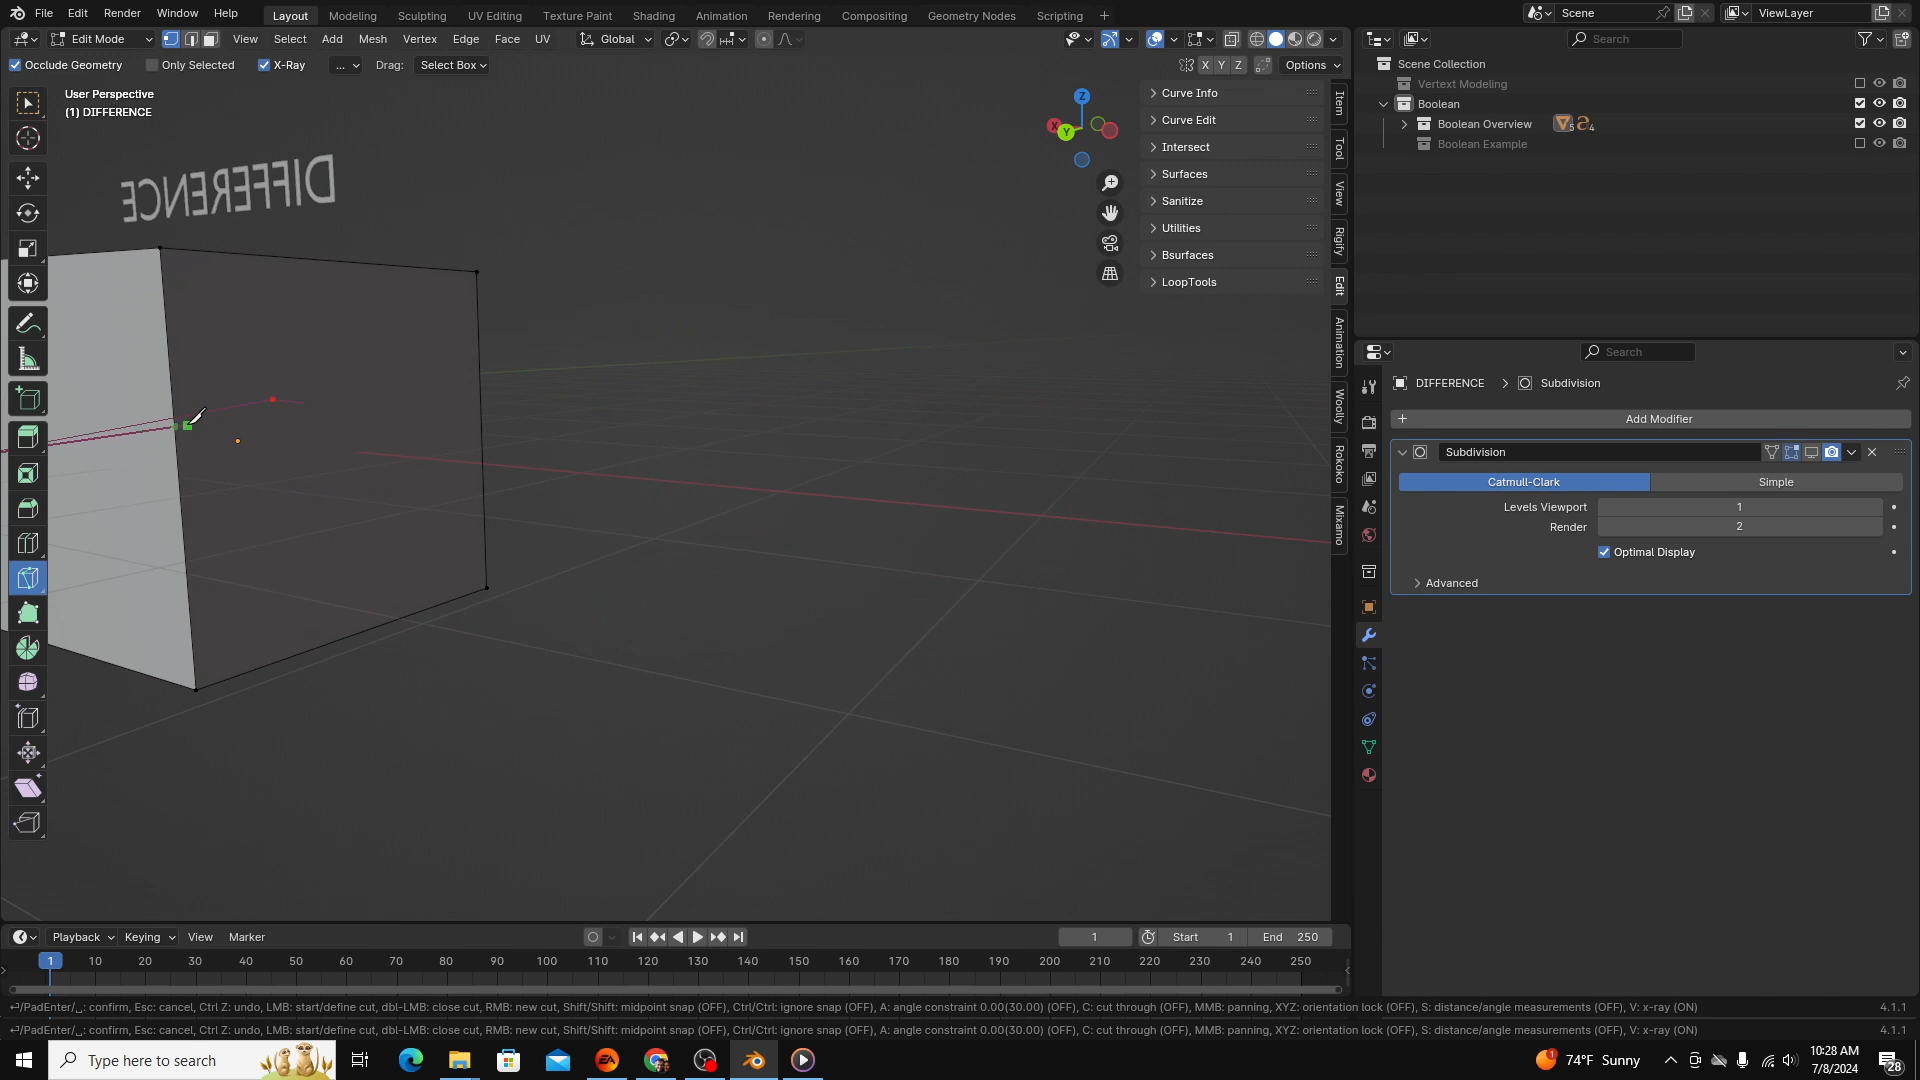 File Edit Render Window Help Layout Modeling Sculpting UV Editing Texture Paint Shading Animation Rendering Compositing Geometry Nodes Scripting + Scene ViewLayer
Edit Mode View Select Add Mesh Vertex Edge Face UV Global Search
Occlude Geometry Only Selected X-Ray ... Drag: Select Box X Y Z Options
User Perspective
(1) DIFFERENCE
DIFFERENCE
Z
X
Y
Curve Info
Curve Edit
Intersect
Surfaces
Sanitize
Utilities
Bsurfaces
LoopTools
Item
Tool
View
Rigify
Edit
Animation
Woolly
Rokoko
Mixamo
Scene Collection
Vertext Modeling
Boolean
Boolean Overview 5 4
Boolean Example
Search
DIFFERENCE > Subdivision
+ Add Modifier
Subdivision
Catmull-Clark Simple
Levels Viewport 1
Render 2
Optimal Display
Advanced
Playback Keying View Marker 1 Start 1 End 250
1 10 20 30 40 50 60 70 80 90 100 110 120 130 140 150 160 170 180 190 200 210 220 230 240 250
⏎/PadEnter/␣: confirm, Esc: cancel, Ctrl Z: undo, LMB: start/define cut, dbl-LMB: close cut, RMB: new cut, Shift/Shift: midpoint snap (OFF), Ctrl/Ctrl: ignore snap (OFF), A: angle constraint 0.00(30.00) (OFF), C: cut through (OFF), MMB: panning, XYZ: orientation lock (OFF), S: distance/angle measurements (OFF), V: x-ray (ON) 4.1.1
⏎/PadEnter/␣: confirm, Esc: cancel, Ctrl Z: undo, LMB: start/define cut, dbl-LMB: close cut, RMB: new cut, Shift/Shift: midpoint snap (OFF), Ctrl/Ctrl: ignore snap (OFF), A: angle constraint 0.00(30.00) (OFF), C: cut through (OFF), MMB: panning, XYZ: orientation lock (OFF), S: distance/angle measurements (OFF), V: x-ray (ON) 4.1.1
Type here to search EA 1 74°F Sunny 10:28 AM
7/8/2024 28